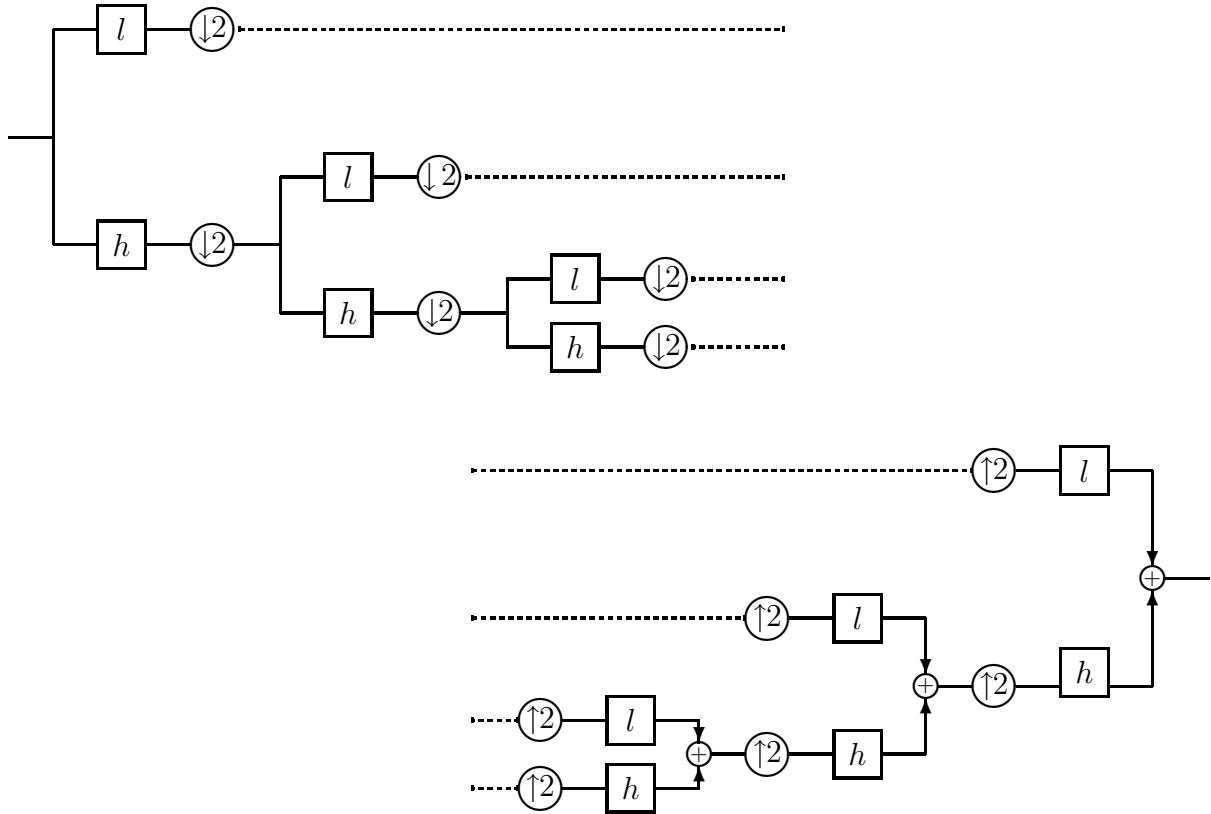 l ↓2
l ↓2
h ↓2
l ↓2
h ↓2
h ↓2
↑2 l
+
↑2 l
h
+ ↑2
↑2 l
+ ↑2 h
↑2 h